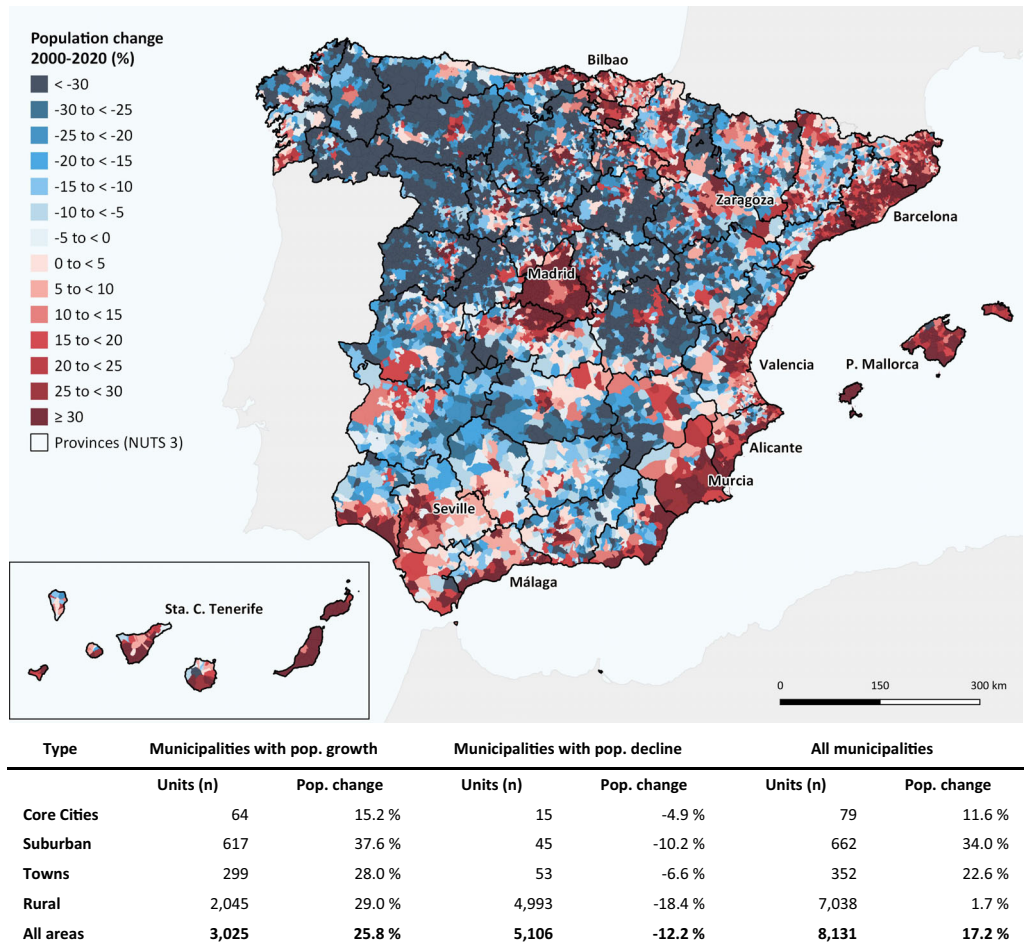 Population change
2000-2020 (%)
< -30
-30 to < -25
-25 to < -20
-20 to < -15
-15 to < -10
-10 to < -5
-5 to < 0
0 to < 5
5 to < 10
10 to < 15
15 to < 20
20 to < 25
25 to < 30
≥ 30
Provinces (NUTS 3)
Bilbao
Zaragoza
Barcelona
Madrid
Valencia
P. Mallorca
Alicante
Murcia
Seville
Málaga
Sta. C. Tenerife
0 150 300 km
Type Municipalities with pop. growth Municipalities with pop. decline All municipalities
Units (n) Pop. change Units (n) Pop. change Units (n) Pop. change
Core Cities 64 15.2 % 15 -4.9 % 79 11.6 %
Suburban 617 37.6 % 45 -10.2 % 662 34.0 %
Towns 299 28.0 % 53 -6.6 % 352 22.6 %
Rural 2,045 29.0 % 4,993 -18.4 % 7,038 1.7 %
All areas 3,025 25.8 % 5,106 -12.2 % 8,131 17.2 %